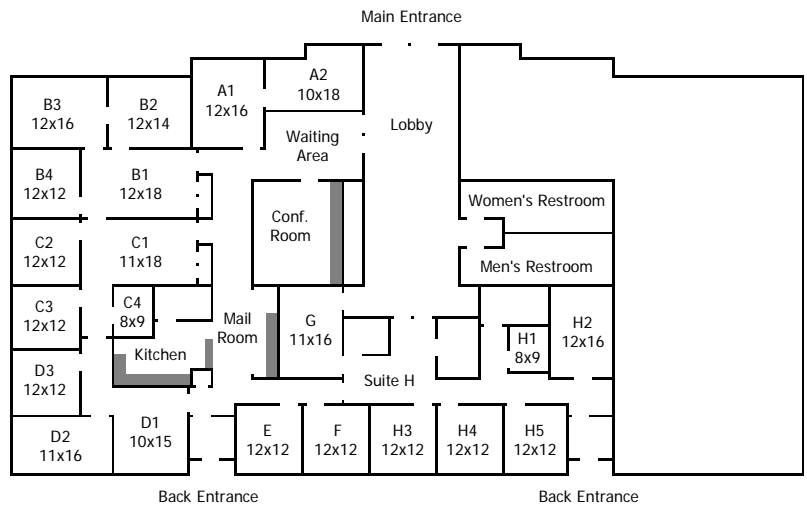 Main Entrance
A2
10x18
A1
12x16
B3
12x16
B2
12x14
Lobby
Waiting
Area
B4
12x12
B1
12x18
Women's Restroom
Conf.
Room
C2
12x12
C1
11x18
Men's Restroom
C3
12x12
C4
8x9
Mail
Room
G
11x16
H1
8x9
H2
12x16
Kitchen
D3
12x12
Suite H
D2
11x16
D1
10x15
E
12x12
F
12x12
H3
12x12
H4
12x12
H5
12x12
Back Entrance
Back Entrance